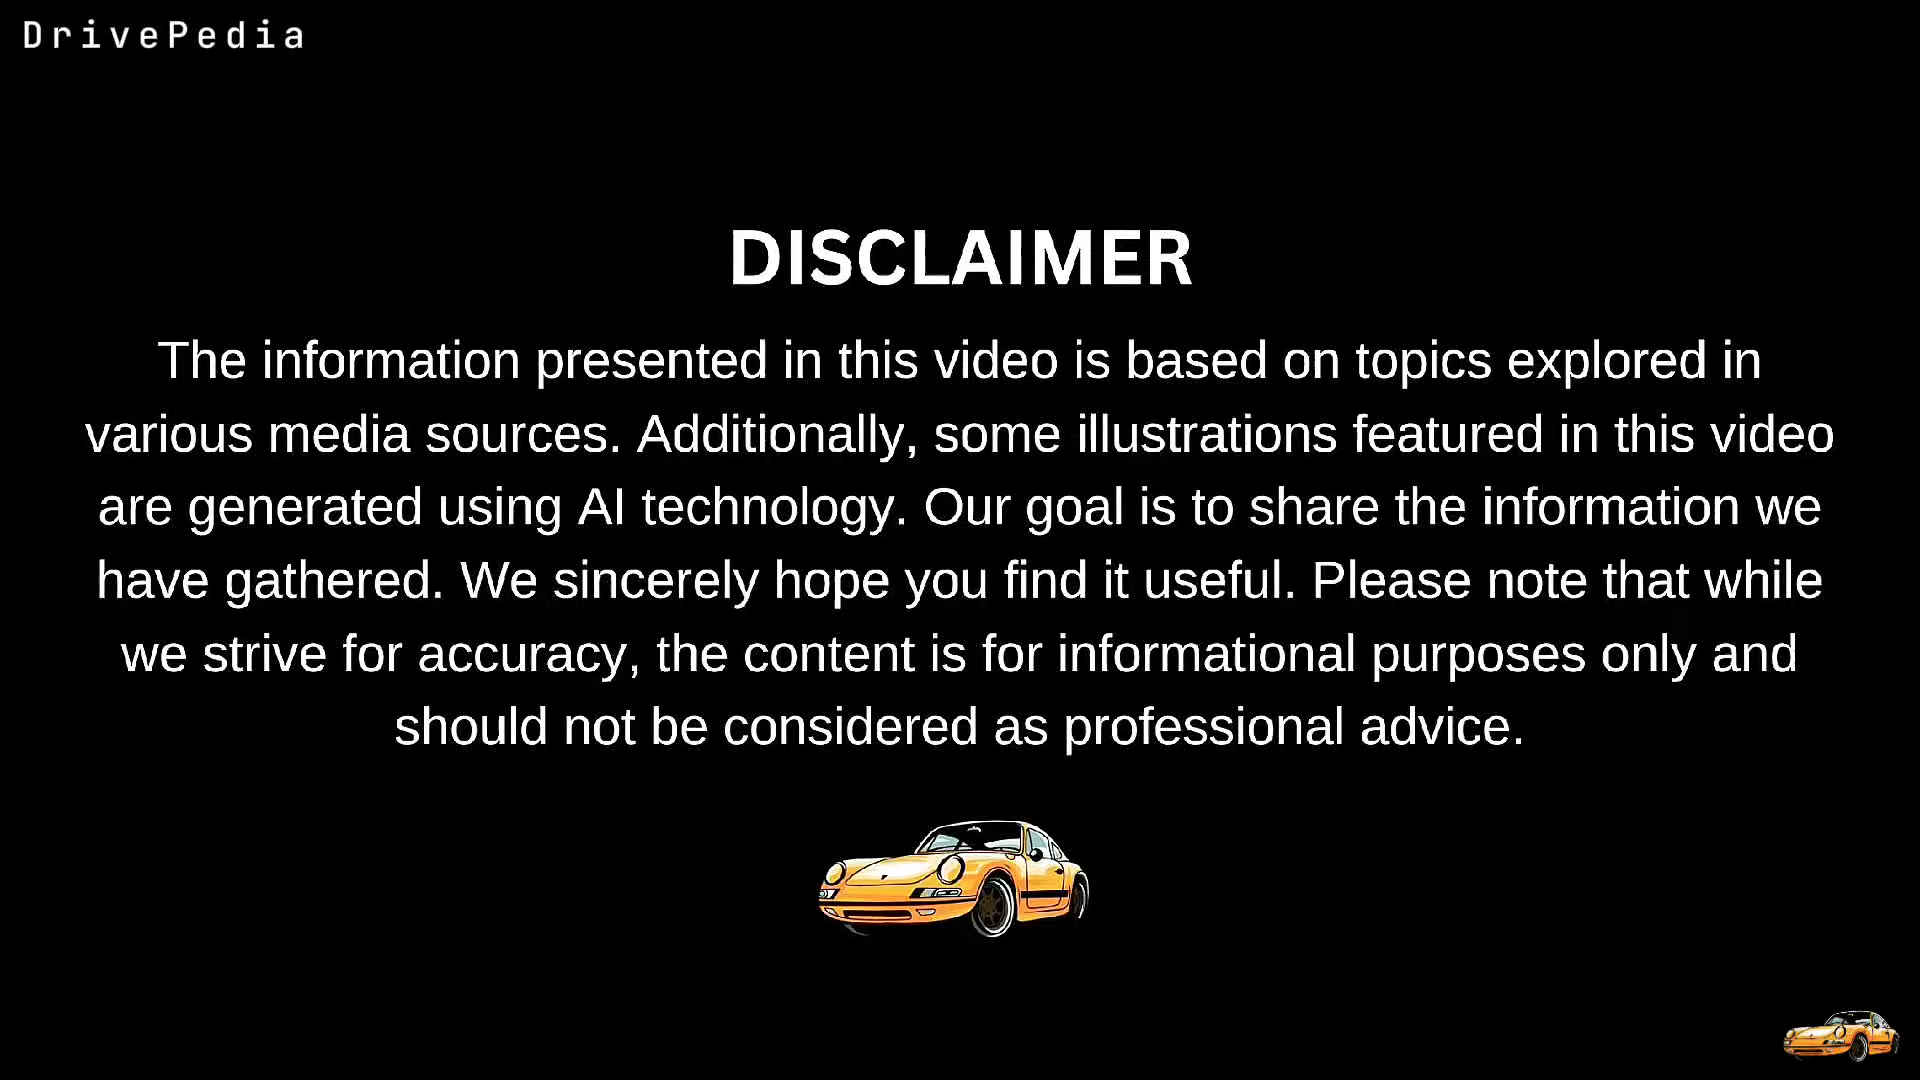 DrivePedia
DISCLAIMER
The information presented in this video is based on topics explored in
various media sources. Additionally, some illustrations featured in this video
are generated using AI technology. Our goal is to share the information we
have gathered. We sincerely hope you find it useful. Please note that while
we strive for accuracy, the content is for informational purposes only and
should not be considered as professional advice.